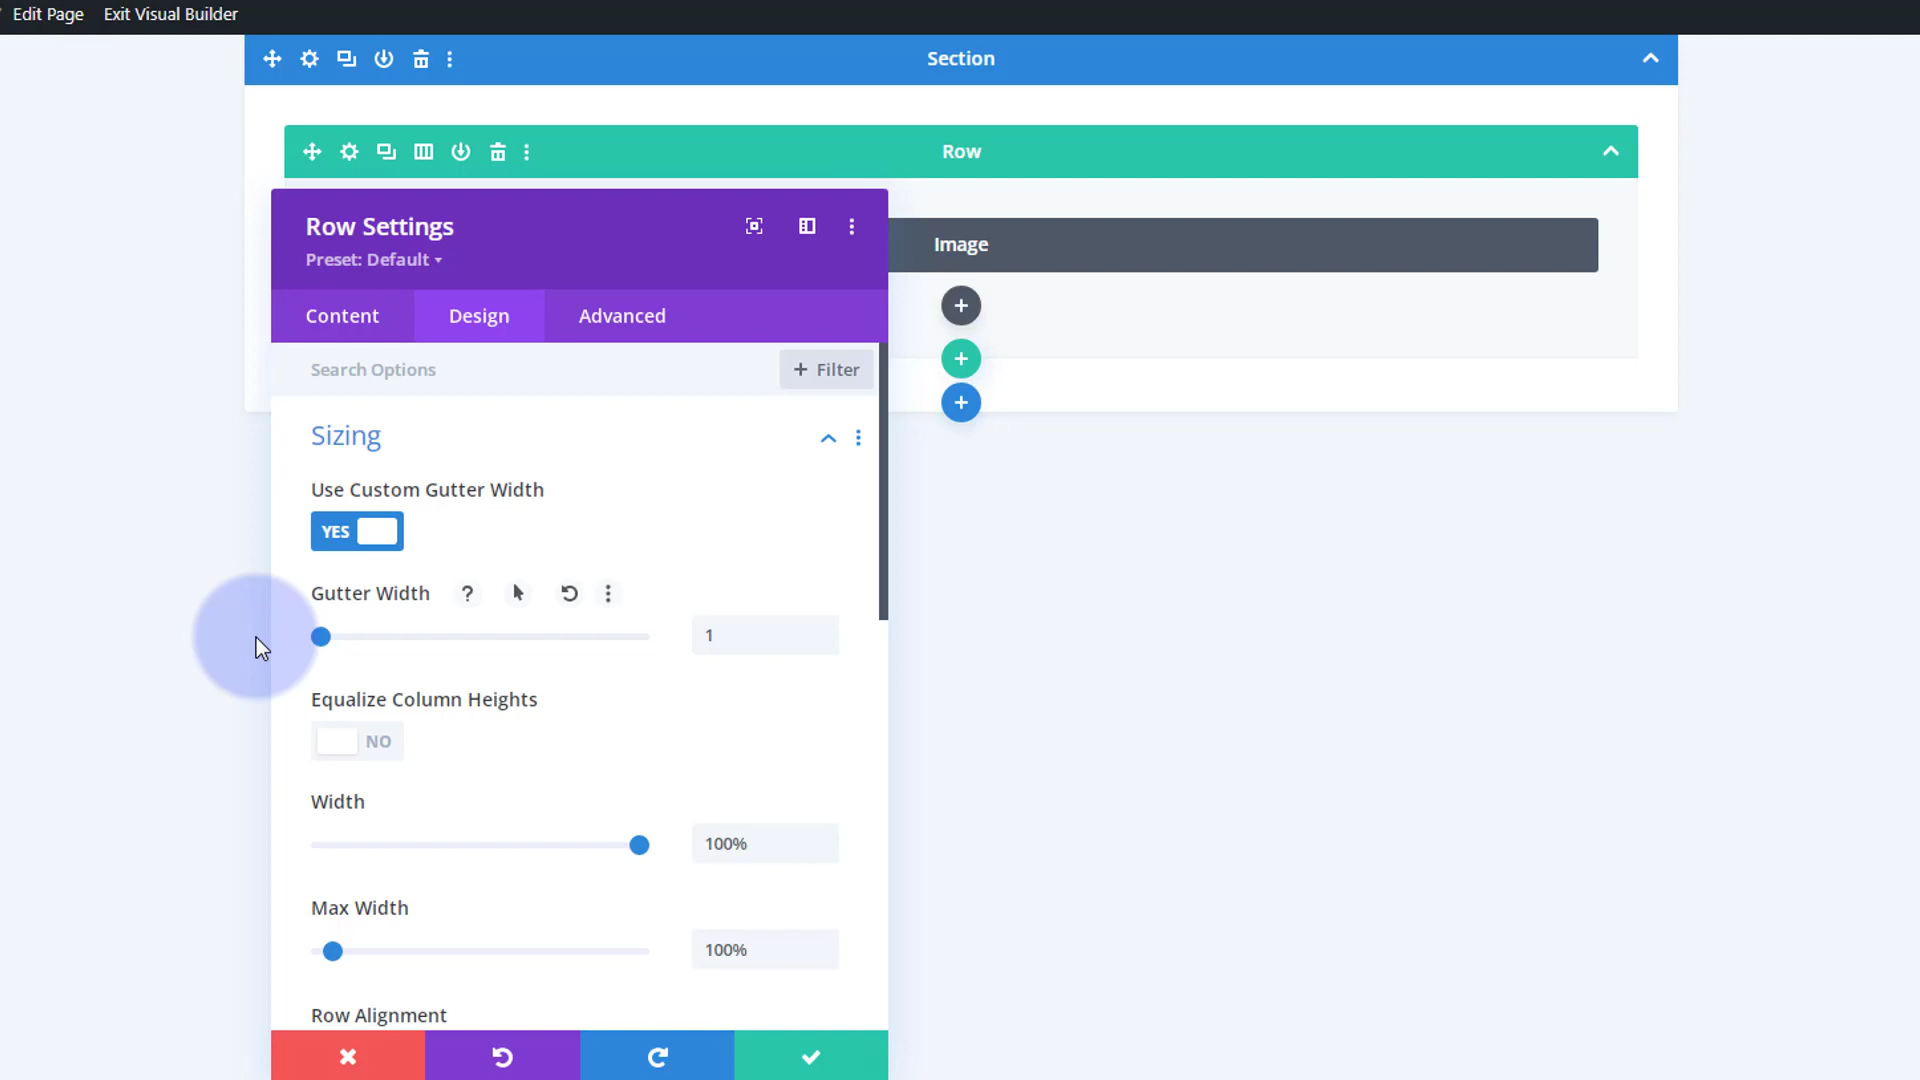 Edit Page Exit Visual Builder
Section
Row
Row Settings
Preset: Default
Image
Content Design Advanced
Search Options
+ Filter
Sizing
Use Custom Gutter Width
YES
Gutter Width ?
1
Equalize Column Heights
NO
Width
100%
Max Width
100%
Row Alignment